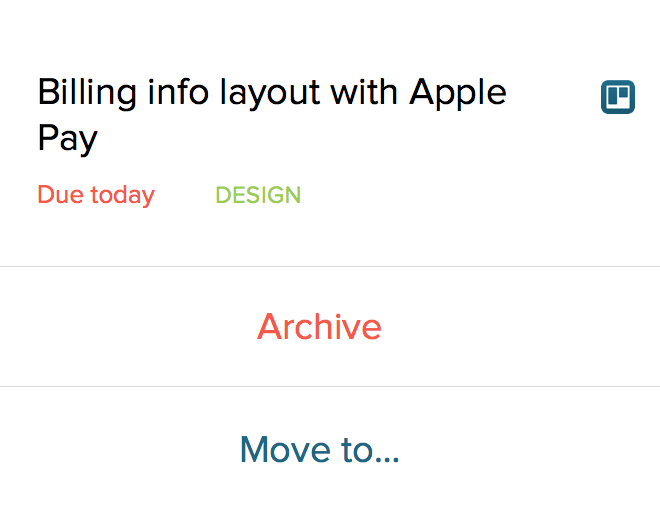 Billing info layout with Apple
Pay
Due today DESIGN
Archive
Move to...